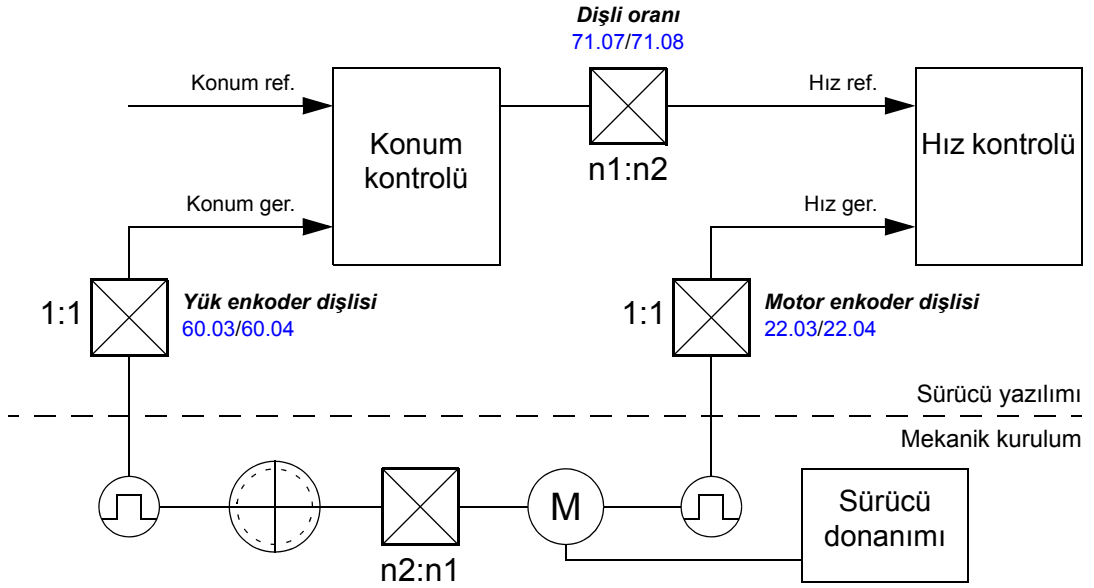 Dişli oranı
71.07/71.08
Konum ref.
Hız ref.
Konum
kontrolü
Hız kontrolü
n1:n2
Konum ger.
Hız ger.
1:1
Yük enkoder dişlisi
60.03/60.04
1:1
Motor enkoder dişlisi
22.03/22.04
Sürücü yazılımı
Mekanik kurulum
M
Sürücü
donanımı
n2:n1